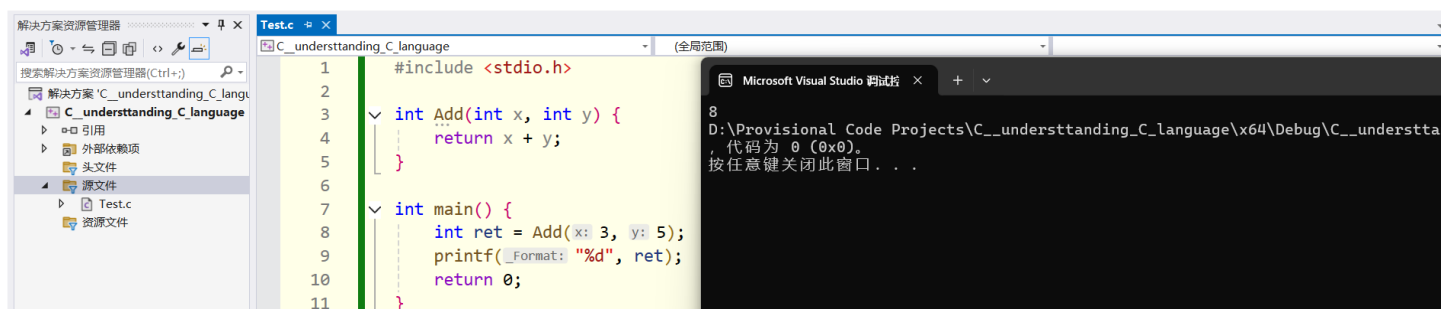 解决方案资源管理器
搜索解决方案资源管理器(Ctrl+;)
解决方案 'C__understtanding_C_langu
C__understtanding_C_language
引用
外部依赖项
头文件
源文件
Test.c
资源文件
Test.c
C__understtanding_C_language
(全局范围)
1 #include <stdio.h>
2
3 int Add(int x, int y) {
4 return x + y;
5 }
6
7 int main() {
8 int ret = Add(x: 3, y: 5);
9 printf(_Format: "%d", ret);
10 return 0;
11 }
Microsoft Visual Studio 调试控
8
D:\Provisional Code Projects\C__understtanding_C_language\x64\Debug\C__understta
, 代码为 0 (0x0)。
按任意键关闭此窗口. . .